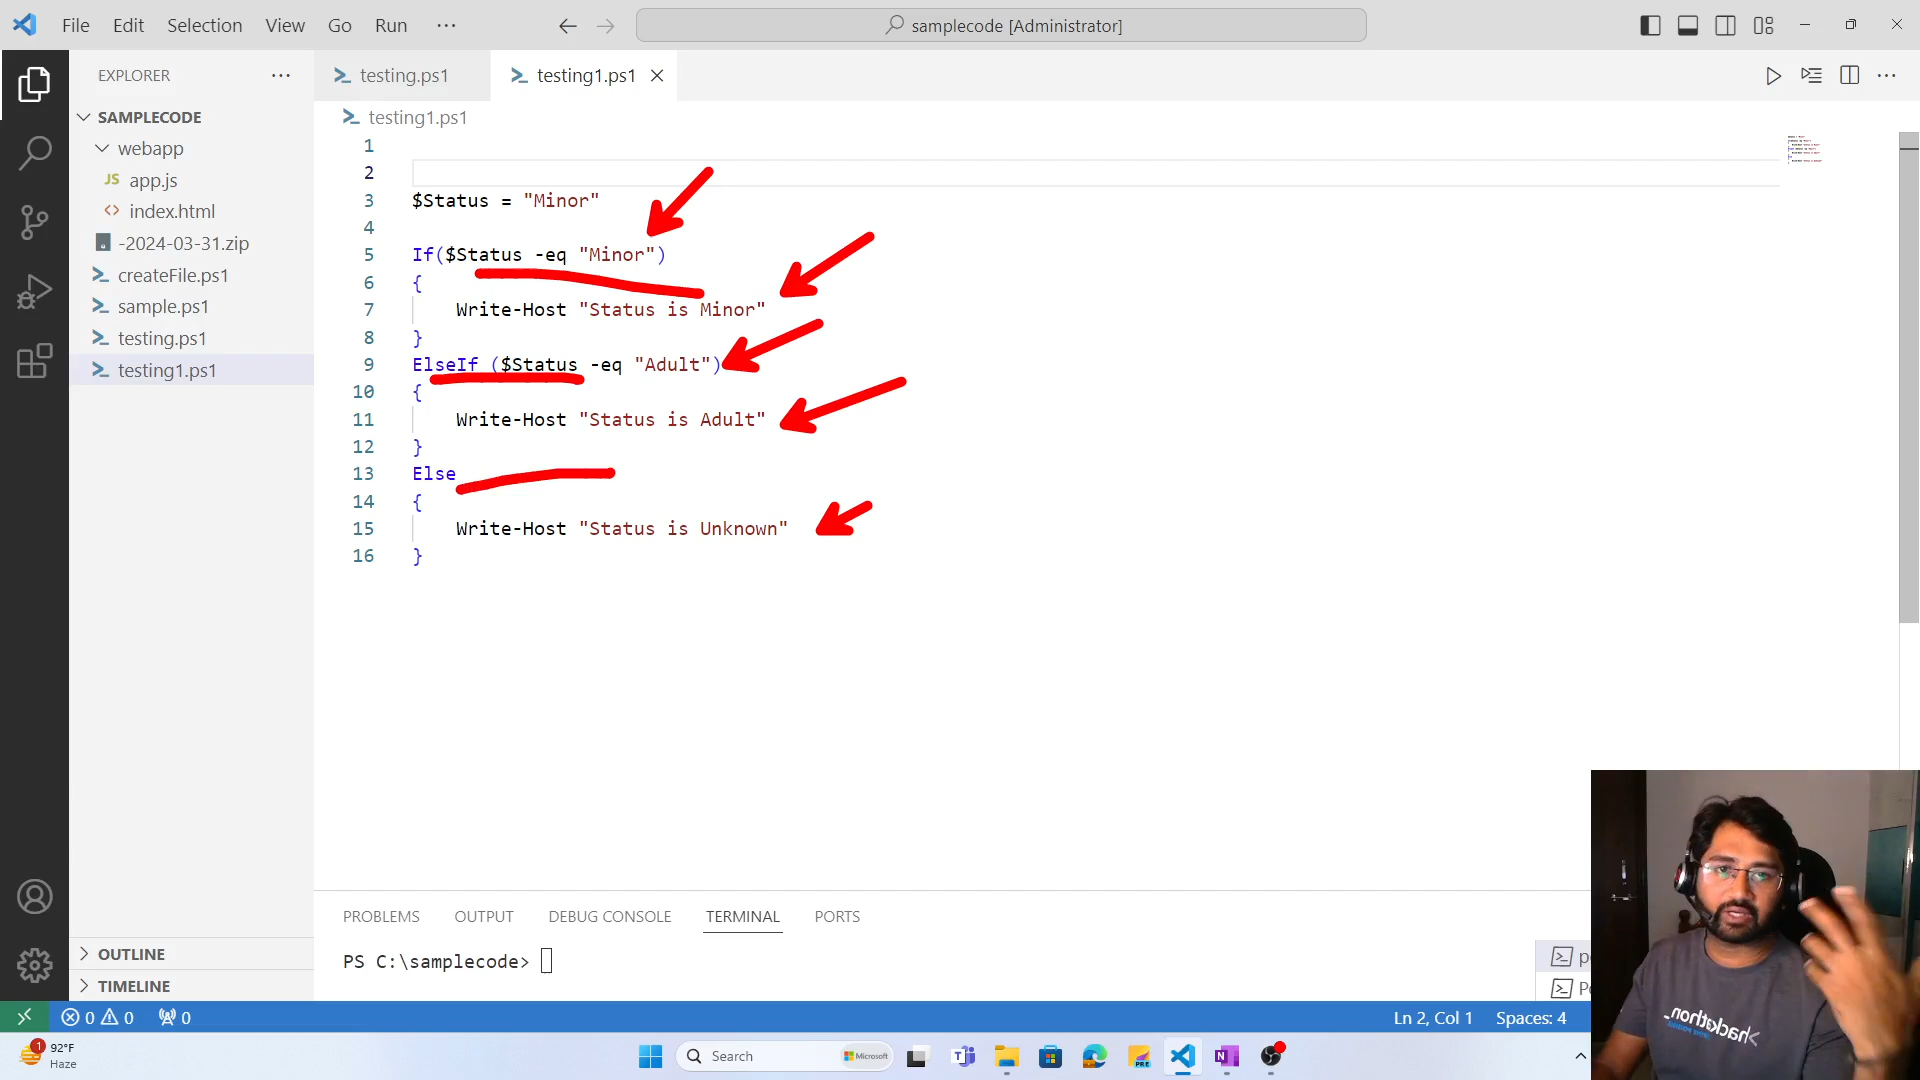 File Edit Selection View Go Run ...
samplecode [Administrator]
EXPLORER
testing.ps1
testing1.ps1
SAMPLECODE
webapp
JS app.js
index.html
-2024-03-31.zip
createFile.ps1
sample.ps1
testing.ps1
testing1.ps1
OUTLINE
TIMELINE
testing1.ps1
1
2
3 $Status = "Minor"
4
5 If($Status -eq "Minor")
6 {
7 Write-Host "Status is Minor"
8 }
9 ElseIf ($Status -eq "Adult")
10 {
11 Write-Host "Status is Adult"
12 }
13 Else
14 {
15 Write-Host "Status is Unknown"
16 }
PROBLEMS OUTPUT DEBUG CONSOLE TERMINAL PORTS
PS C:\samplecode>
0 0 0
Ln 2, Col 1 Spaces: 4
1
92°F
Haze
Search
Microsoft
PRE
>hackathon_